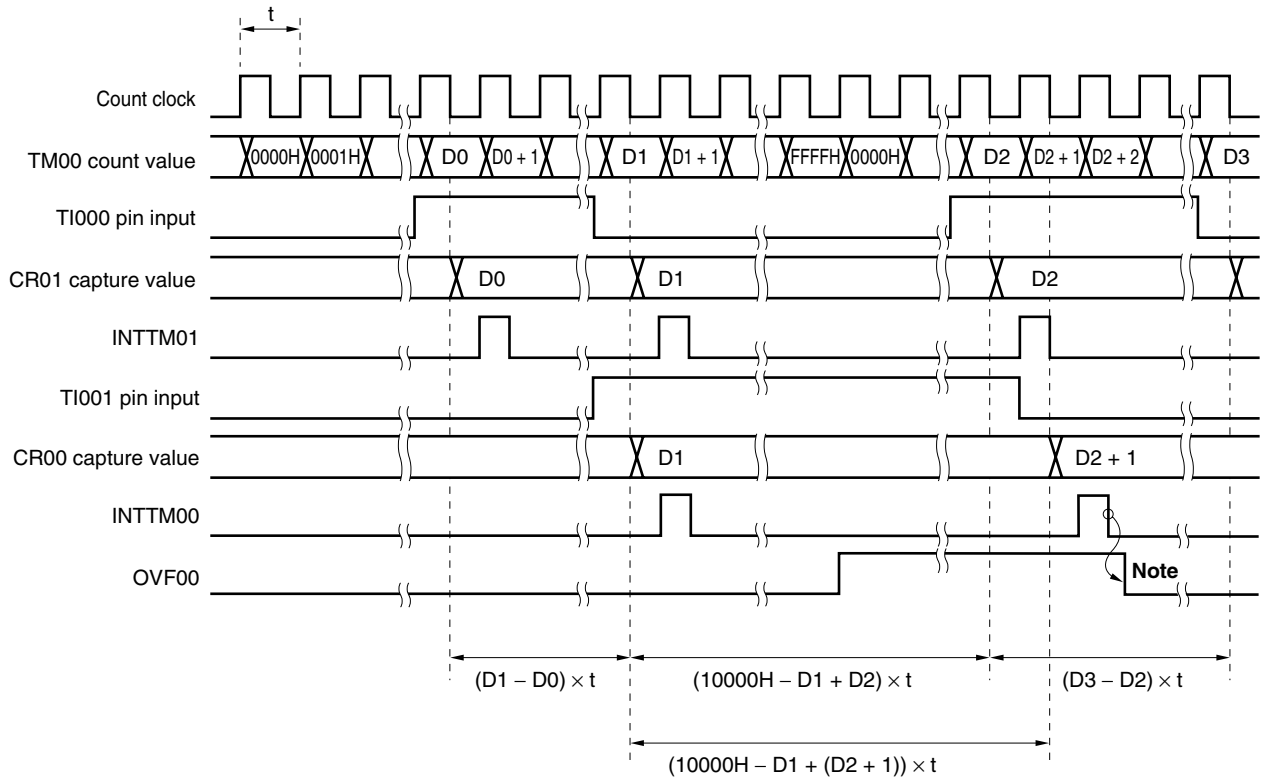 t
Count clock
TM00 count value 0000H 0001H D0 D0 + 1 D1 D1 + 1 FFFFH 0000H D2 D2 + 1 D2 + 2 D3
TI000 pin input
CR01 capture value D0 D1 D2
INTTM01
TI001 pin input
CR00 capture value D1 D2 + 1
INTTM00
OVF00 Note
(D1 − D0) × t (10000H − D1 + D2) × t (D3 − D2) × t
(10000H − D1 + (D2 + 1)) × t